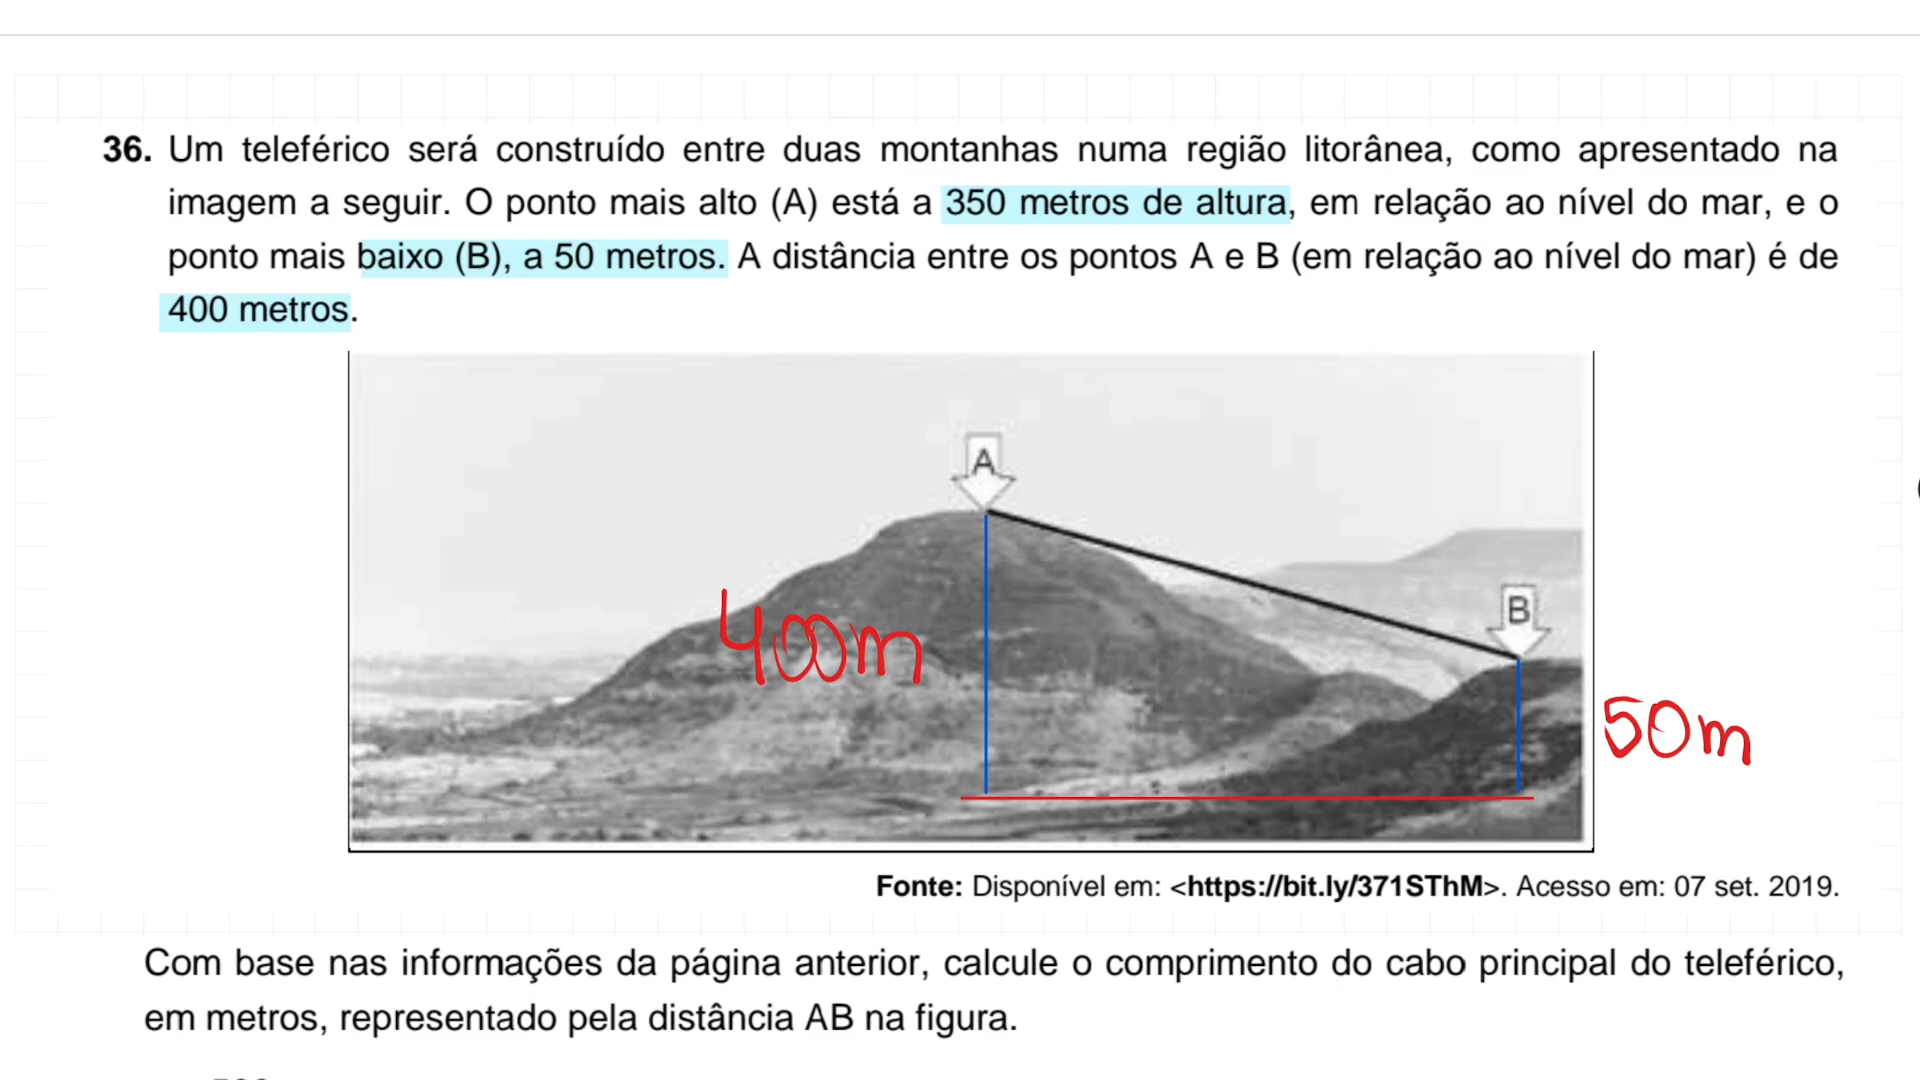 36. Um teleférico será construído entre duas montanhas numa região litorânea, como apresentado na
imagem a seguir. O ponto mais alto (A) está a 350 metros de altura, em relação ao nível do mar, e o
ponto mais baixo (B), a 50 metros. A distância entre os pontos A e B (em relação ao nível do mar) é de
400 metros.
A
B
400m
50m
Fonte: Disponível em: <https://bit.ly/371SThM>. Acesso em: 07 set. 2019.
Com base nas informações da página anterior, calcule o comprimento do cabo principal do teleférico,
em metros, representado pela distância AB na figura.